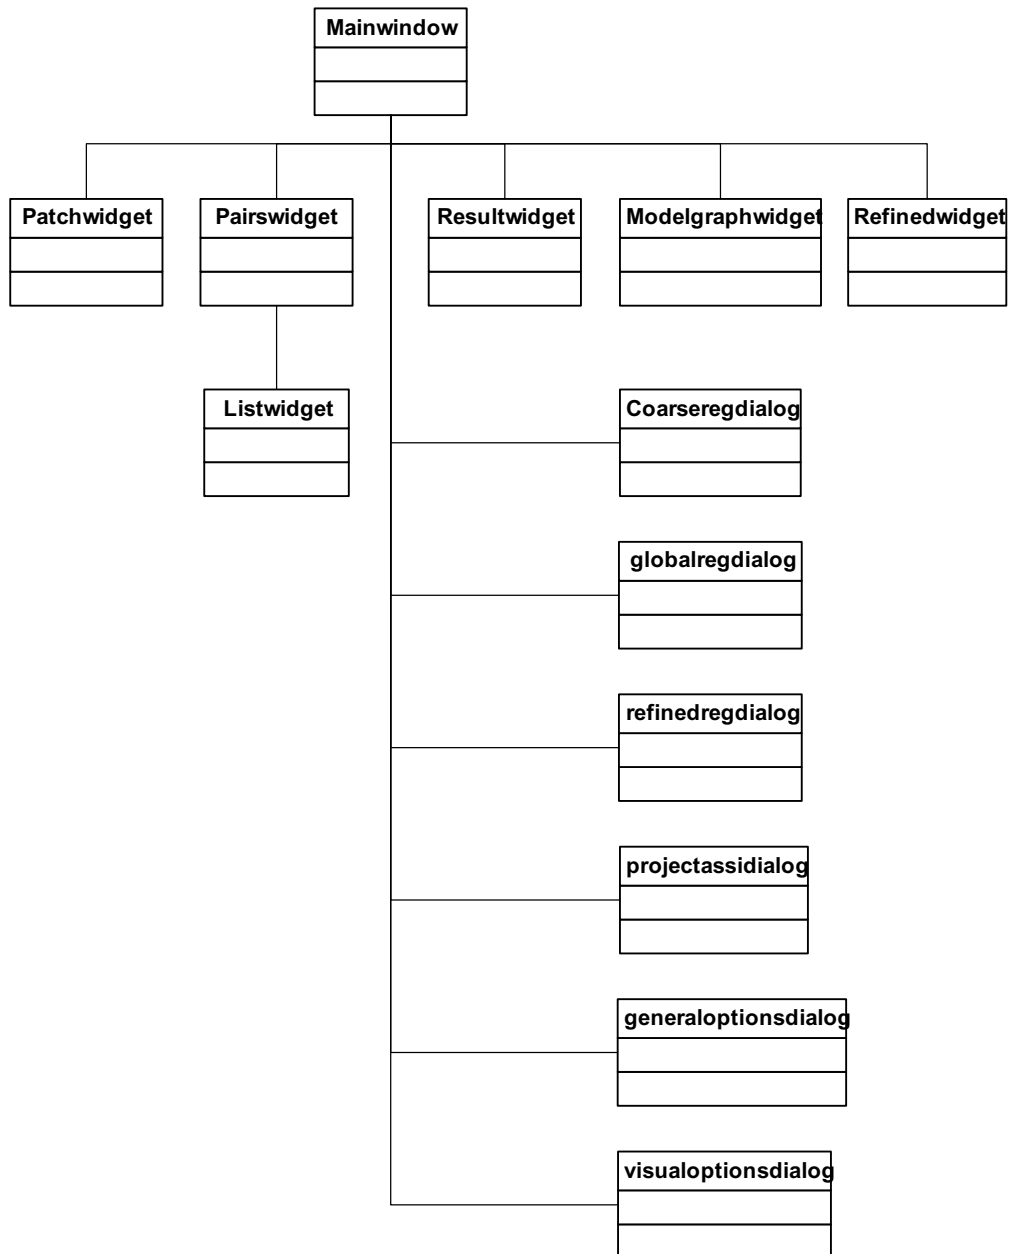 Mainwindow
Patchwidget
Pairswidget
Resultwidget
Modelgraphwidget
Refinedwidget
Listwidget
Coarseregdialog
globalregdialog
refinedregdialog
projectassidialog
generaloptionsdialog
visualoptionsdialog